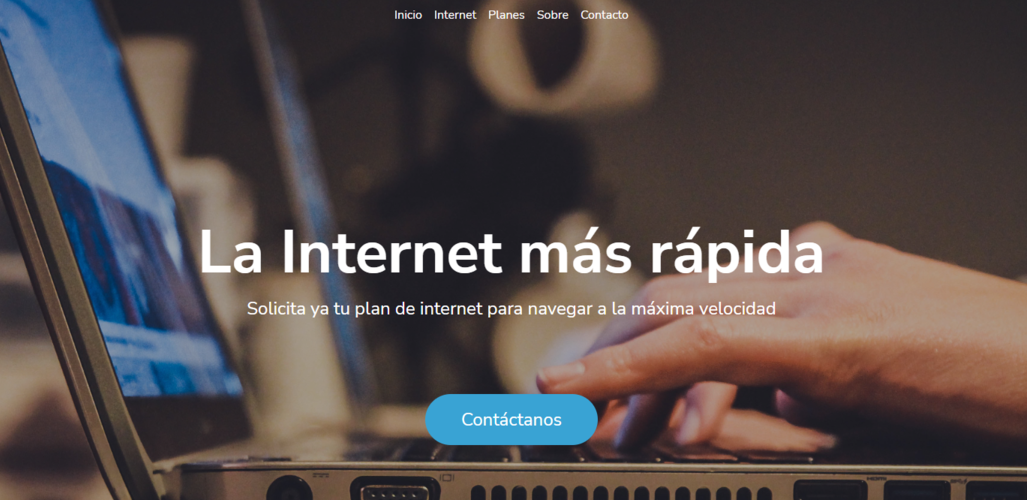 Inicio Internet Planes Sobre Contacto
La Internet más rápida
Solicita ya tu plan de internet para navegar a la máxima velocidad
Contáctanos
HDMI